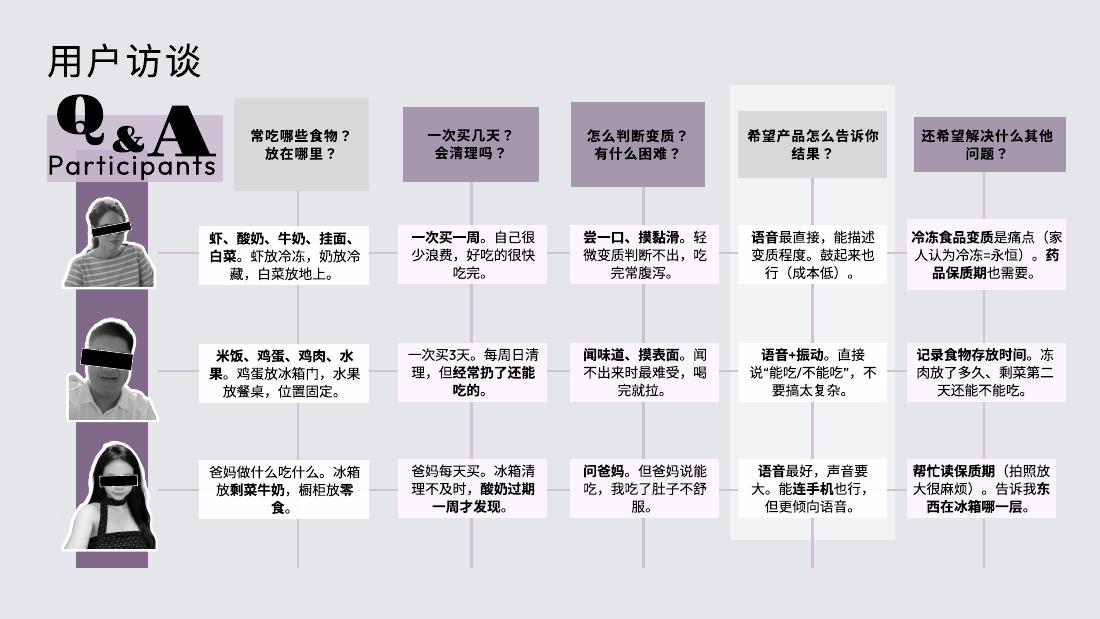 用户访谈
Q & A
Participants
常吃哪些食物？
放在哪里？
一次买几天？
会清理吗？
怎么判断变质？
有什么困难？
希望产品怎么告诉你
结果？
还希望解决什么其他
问题？
虾、酸奶、牛奶、挂面、
白菜。虾放冷冻，奶放冷
藏，白菜放地上。
一次买一周。自己很
少浪费，好吃的很快
吃完。
尝一口、摸黏滑。轻
微变质判断不出，吃
完常腹泻。
语音最直接，能描述
变质程度。鼓起来也
行（成本低）。
冷冻食品变质是痛点（家
人认为冷冻=永恒）。药
品保质期也需要。
米饭、鸡蛋、鸡肉、水
果。鸡蛋放冰箱门，水果
放餐桌，位置固定。
一次买3天。每周日清
理，但经常扔了还能
吃的。
闻味道、摸表面。闻
不出来时最难受，喝
完就拉。
语音+振动。直接
说“能吃/不能吃”，不
要搞太复杂。
记录食物存放时间。冻
肉放了多久、剩菜第二
天还能不能吃。
爸妈做什么吃什么。冰箱
放剩菜牛奶，橱柜放零
食。
爸妈每天买。冰箱清
理不及时，酸奶过期
一周才发现。
问爸妈。但爸妈说能
吃，我吃了肚子不舒
服。
语音最好，声音要
大。能连手机也行，
但更倾向语音。
帮忙读保质期（拍照放
大很麻烦）。告诉我东
西在冰箱哪一层。